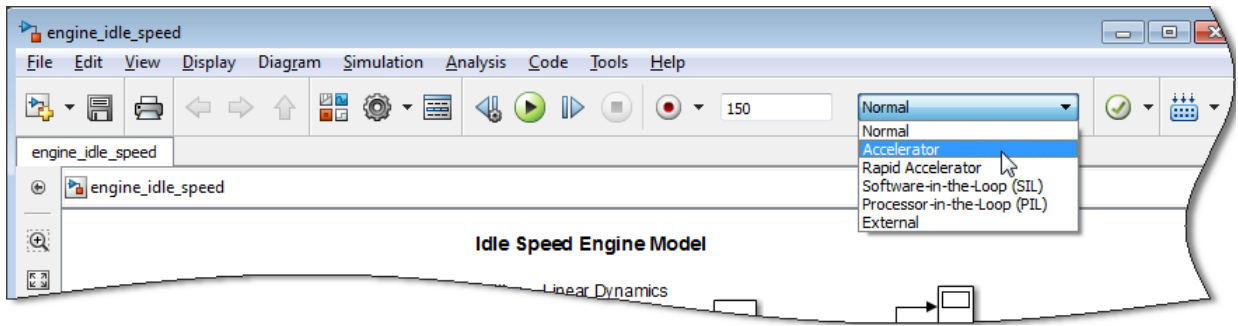 engine_idle_speed
File Edit View Display Diagram Simulation Analysis Code Tools Help
150 Normal
Normal
Accelerator
Rapid Accelerator
Software-in-the-Loop (SIL)
Processor-in-the-Loop (PIL)
External
engine_idle_speed
engine_idle_speed
Idle Speed Engine Model
Linear Dynamics